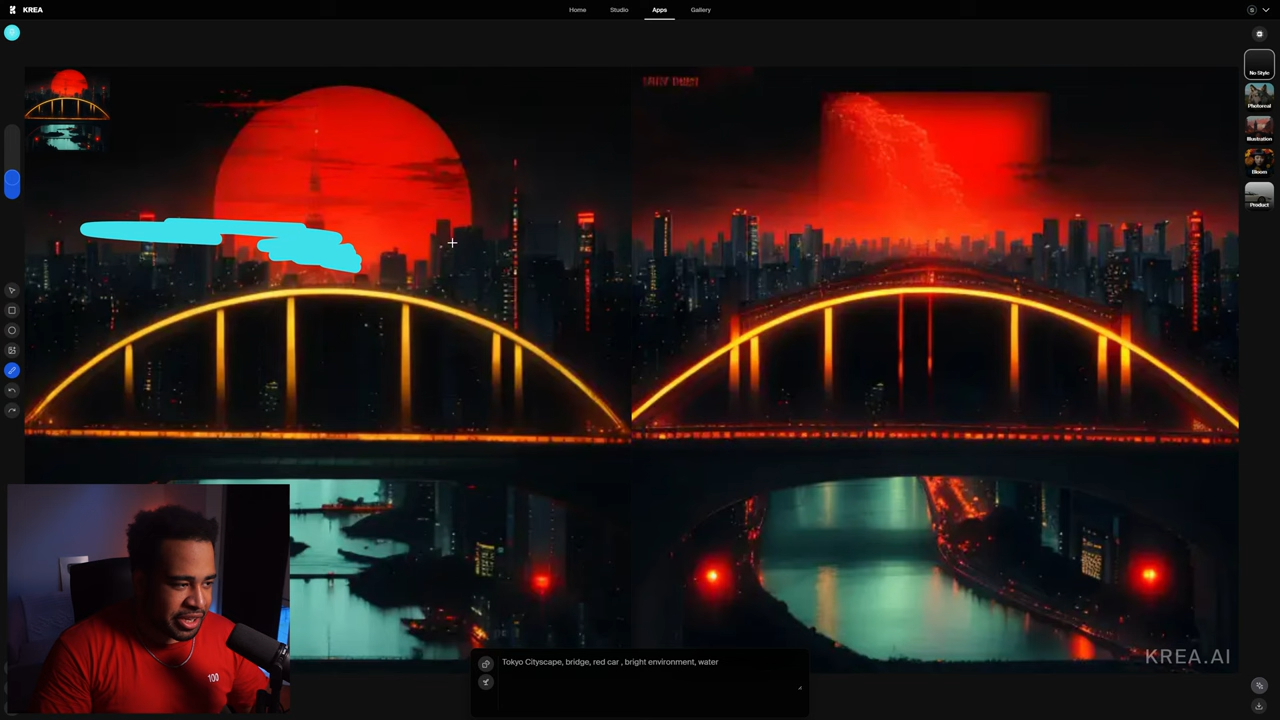 KREA
Home
Studio
Apps
Gallery
No Style
Photoreal
Illustration
Bloom
Product
100
KREA.AI
Tokyo Cityscape, bridge, red car , bright environment, water